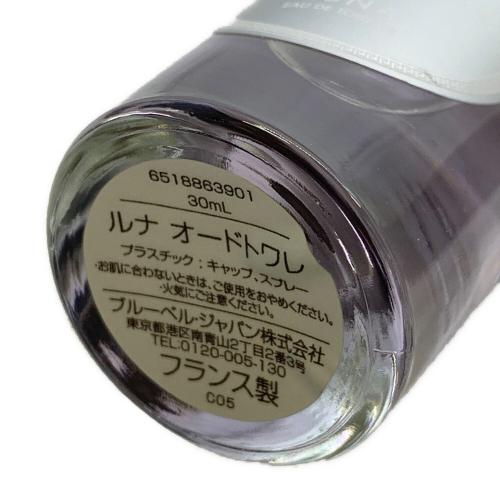 EAU DE TOILETTE
6518863901
30mL
ルナ オードトワレ
プラスチック:キャップ、スプレー
・お肌に合わないときは、ご使用をおやめください。
・火気にご注意ください。
ブルーベル・ジャパン株式会社
東京都港区南青山2丁目2番3号
TEL:0120-005-130
フランス製
C05